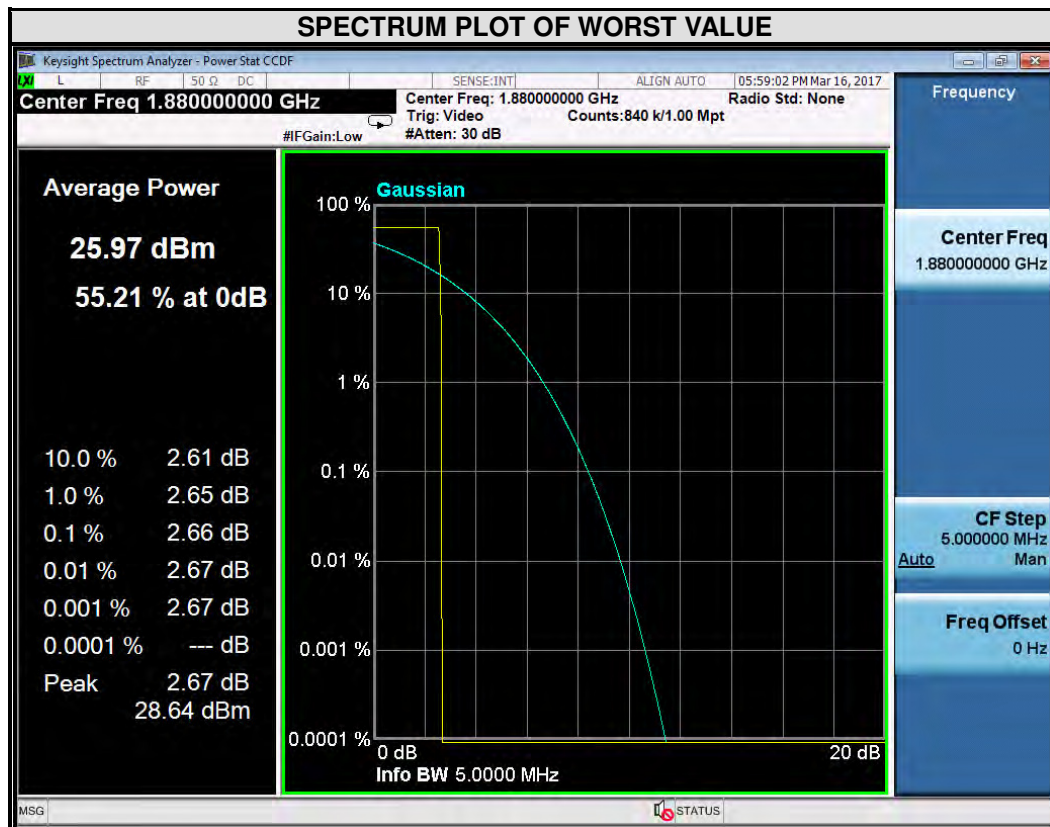 SPECTRUM PLOT OF WORST VALUE
Keysight Spectrum Analyzer - Power Stat CCDF
LXI L RF 50 Ω DC SENSE:INT ALIGN AUTO 05:59:02 PM Mar 16, 2017
Center Freq 1.880000000 GHz
Center Freq: 1.880000000 GHz Radio Std: None
Trig: Video Counts:840 k/1.00 Mpt
#IFGain:Low #Atten: 30 dB
Frequency
Center Freq
1.880000000 GHz
CF Step
5.000000 MHz
Auto Man
Freq Offset
0 Hz
Average Power
25.97 dBm
55.21 % at 0dB
10.0 % 2.61 dB
1.0 % 2.65 dB
0.1 % 2.66 dB
0.01 % 2.67 dB
0.001 % 2.67 dB
0.0001 % --- dB
Peak 2.67 dB
28.64 dBm
Gaussian
100 %
10 %
1 %
0.1 %
0.01 %
0.001 %
0.0001 %
0 dB 20 dB
Info BW 5.0000 MHz
MSG STATUS